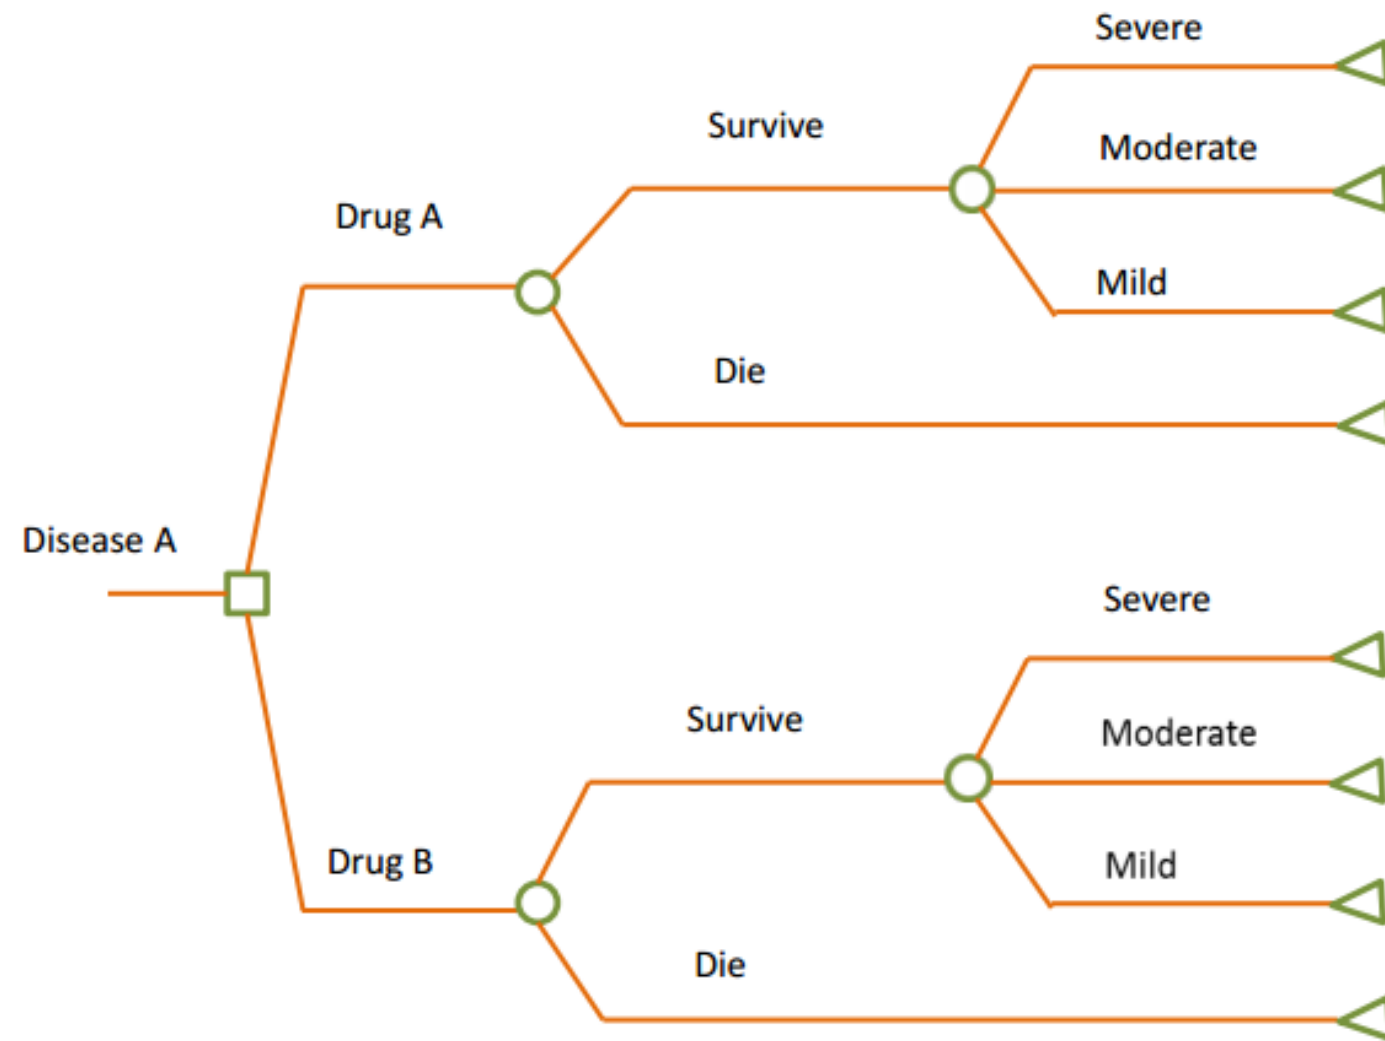 Severe
Survive
Moderate
Drug A
Mild
Die
Disease A
Severe
Survive
Moderate
Drug B
Mild
Die